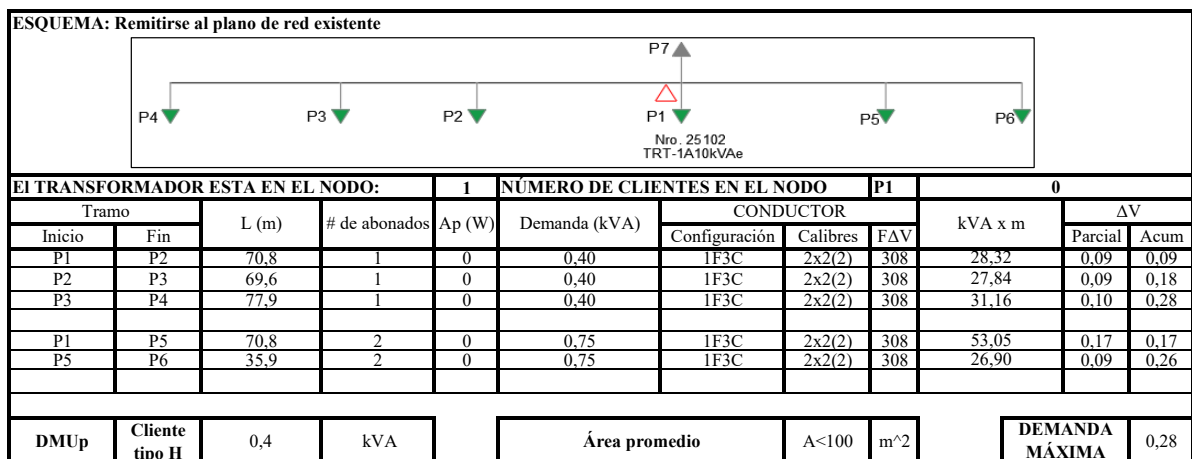 ESQUEMA: Remitirse al plano de red existente
P7
P4 P3 P2 P1 P5 P6
Nro. 25102
TRT-1A10kVAe
El TRANSFORMADOR ESTA EN EL NODO: 1 NÚMERO DE CLIENTES EN EL NODO P1 0
Tramo L (m) # de abonados Ap (W) Demanda (kVA) CONDUCTOR kVA x m ΔV
Inicio Fin Configuración Calibres FΔV Parcial Acum
P1 P2 70,8 1 0 0,40 1F3C 2x2(2) 308 28,32 0,09 0,09
P2 P3 69,6 1 0 0,40 1F3C 2x2(2) 308 27,84 0,09 0,18
P3 P4 77,9 1 0 0,40 1F3C 2x2(2) 308 31,16 0,10 0,28
P1 P5 70,8 2 0 0,75 1F3C 2x2(2) 308 53,05 0,17 0,17
P5 P6 35,9 2 0 0,75 1F3C 2x2(2) 308 26,90 0,09 0,26
DMUp Cliente tipo H 0,4 kVA Área promedio A<100 m^2 DEMANDA MÁXIMA 0,28